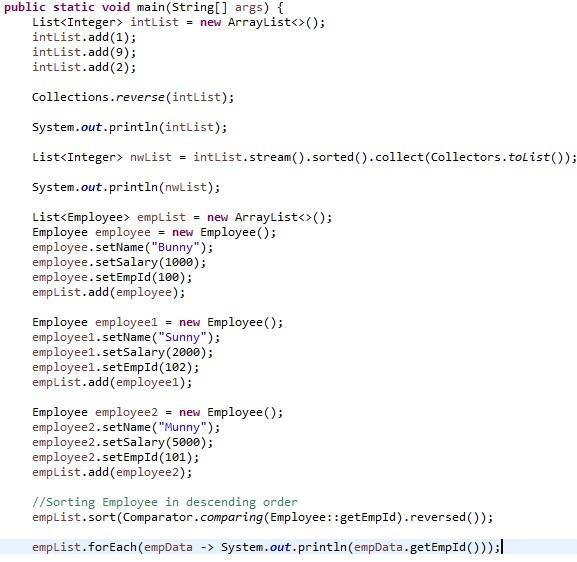 public static void main(String[] args) {
List<Integer> intList = new ArrayList<>();
intList.add(1);
intList.add(9);
intList.add(2);
Collections.reverse(intList);
System.out.println(intList);
List<Integer> nwList = intList.stream().sorted().collect(Collectors.toList());
System.out.println(nwList);
List<Employee> empList = new ArrayList<>();
Employee employee = new Employee();
employee.setName("Bunny");
employee.setSalary(1000);
employee.setEmpId(100);
empList.add(employee);
Employee employee1 = new Employee();
employee1.setName("Sunny");
employee1.setSalary(2000);
employee1.setEmpId(102);
empList.add(employee1);
Employee employee2 = new Employee();
employee2.setName("Munny");
employee2.setSalary(5000);
employee2.setEmpId(101);
empList.add(employee2);
//Sorting Employee in descending order
empList.sort(Comparator.comparing(Employee::getEmpId).reversed());
empList.forEach(empData -> System.out.println(empData.getEmpId()));